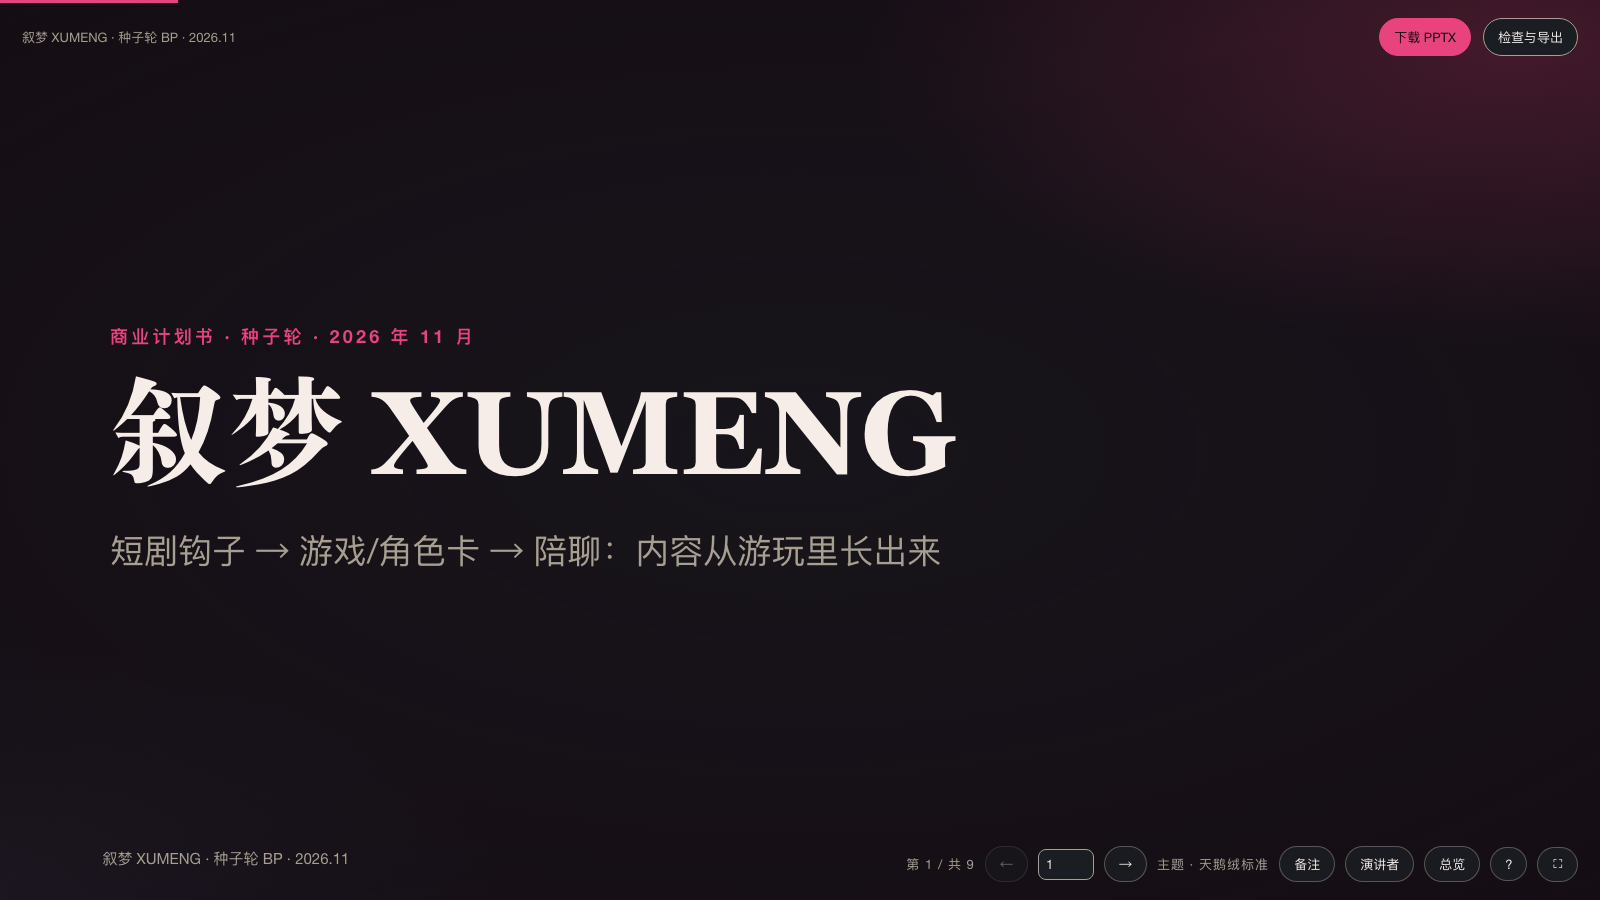 叙梦 XUMENG · 种子轮 BP · 2026.11
下载 PPTX
检查与导出
商业计划书 · 种子轮 · 2026 年 11 月
叙梦 XUMENG
短剧钩子 → 游戏/角色卡 → 陪聊：内容从游玩里长出来
叙梦 XUMENG · 种子轮 BP · 2026.11
第 1 / 共 9 ← 1 → 主题 · 天鹅绒标准 备注 演讲者 总览 ?